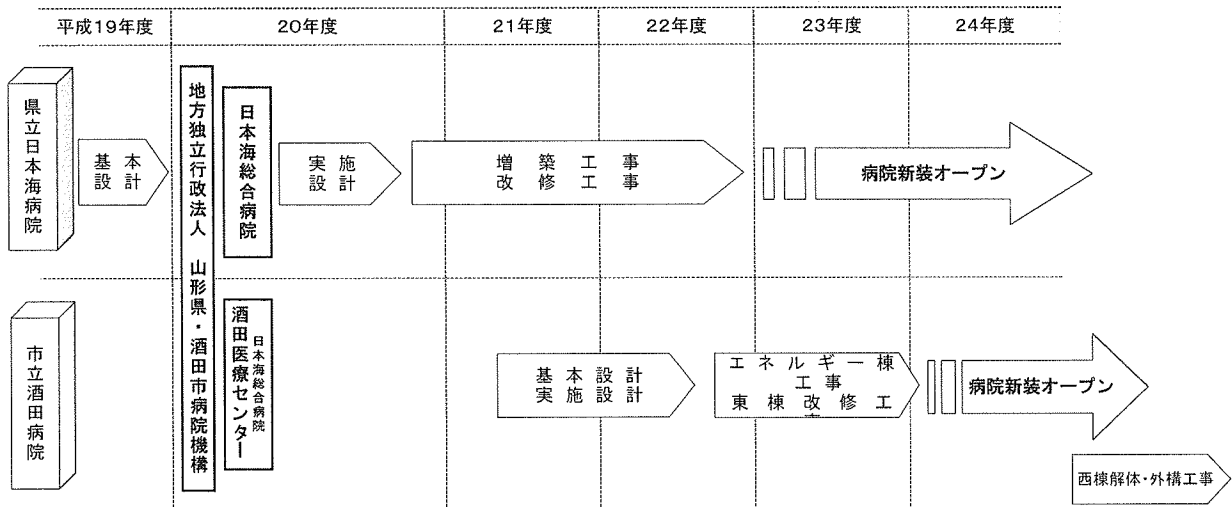 平成19年度 20年度 21年度 22年度 23年度 24年度
県立日本海病院
基本
設計
地方独立行政法人 山形県・酒田市病院機構
日本海総合病院
実施
設計
増築工事
改修工事
病院新装オープン
市立酒田病院
日本海総合病院
酒田医療センター
基本設計
実施設計
エネルギー棟
工事
東棟改修工
病院新装オープン
西棟解体・外構工事